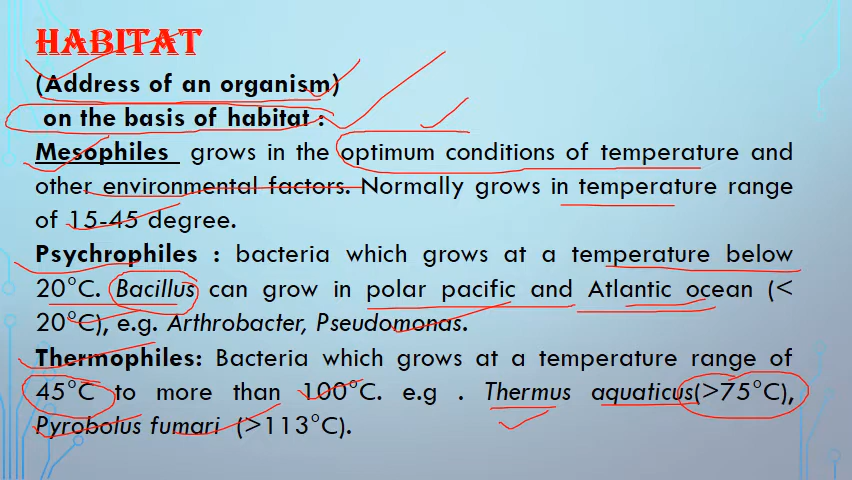 HABITAT
(Address of an organism)
on the basis of habitat :
Mesophiles grows in the optimum conditions of temperature and
other environmental factors. Normally grows in temperature range
of 15-45 degree.
Psychrophiles : bacteria which grows at a temperature below
20°C. Bacillus can grow in polar pacific and Atlantic ocean (<
20°C), e.g. Arthrobacter, Pseudomonas.
Thermophiles: Bacteria which grows at a temperature range of
45°C to more than 100°C. e.g . Thermus aquaticus(>75°C),
Pyrobolus fumari (>113°C).